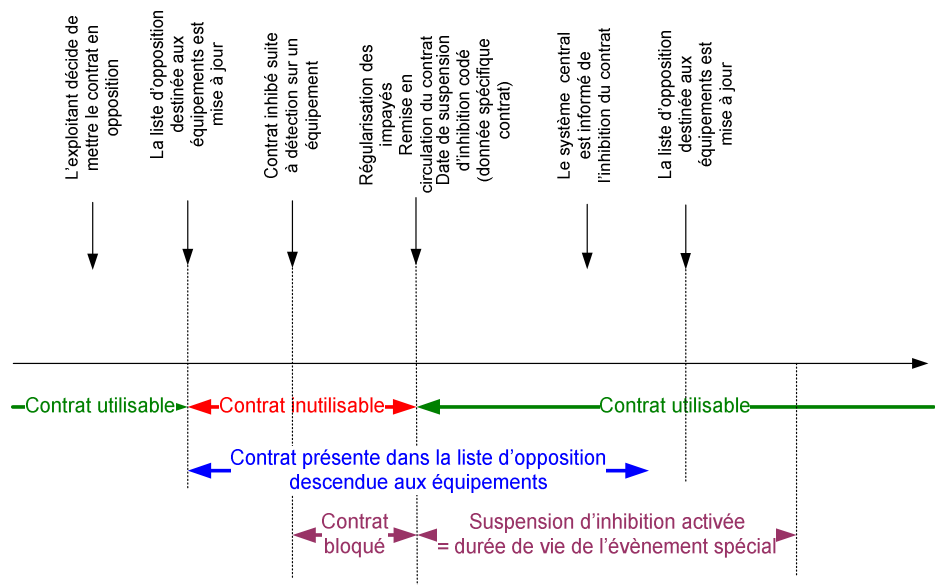 L’exploitant décide de
mettre le contrat en
opposition
La liste d’opposition
destinée aux
équipements est
mise à jour
Contrat inhibé suite
à détection sur un
équipement
Régularisation des
impayés
Remise en
circulation du contrat
Date de suspension
d’inhibition codé
(donnée spécifique
contrat)
Le système central
est informé de
l’inhibition du contrat
La liste d’opposition
destinée aux
équipements est
mise à jour
Contrat utilisable
Contrat inutilisable
Contrat utilisable
Contrat présente dans la liste d’opposition
descendue aux équipements
Contrat
bloqué
Suspension d’inhibition activée
= durée de vie de l’évènement spécial